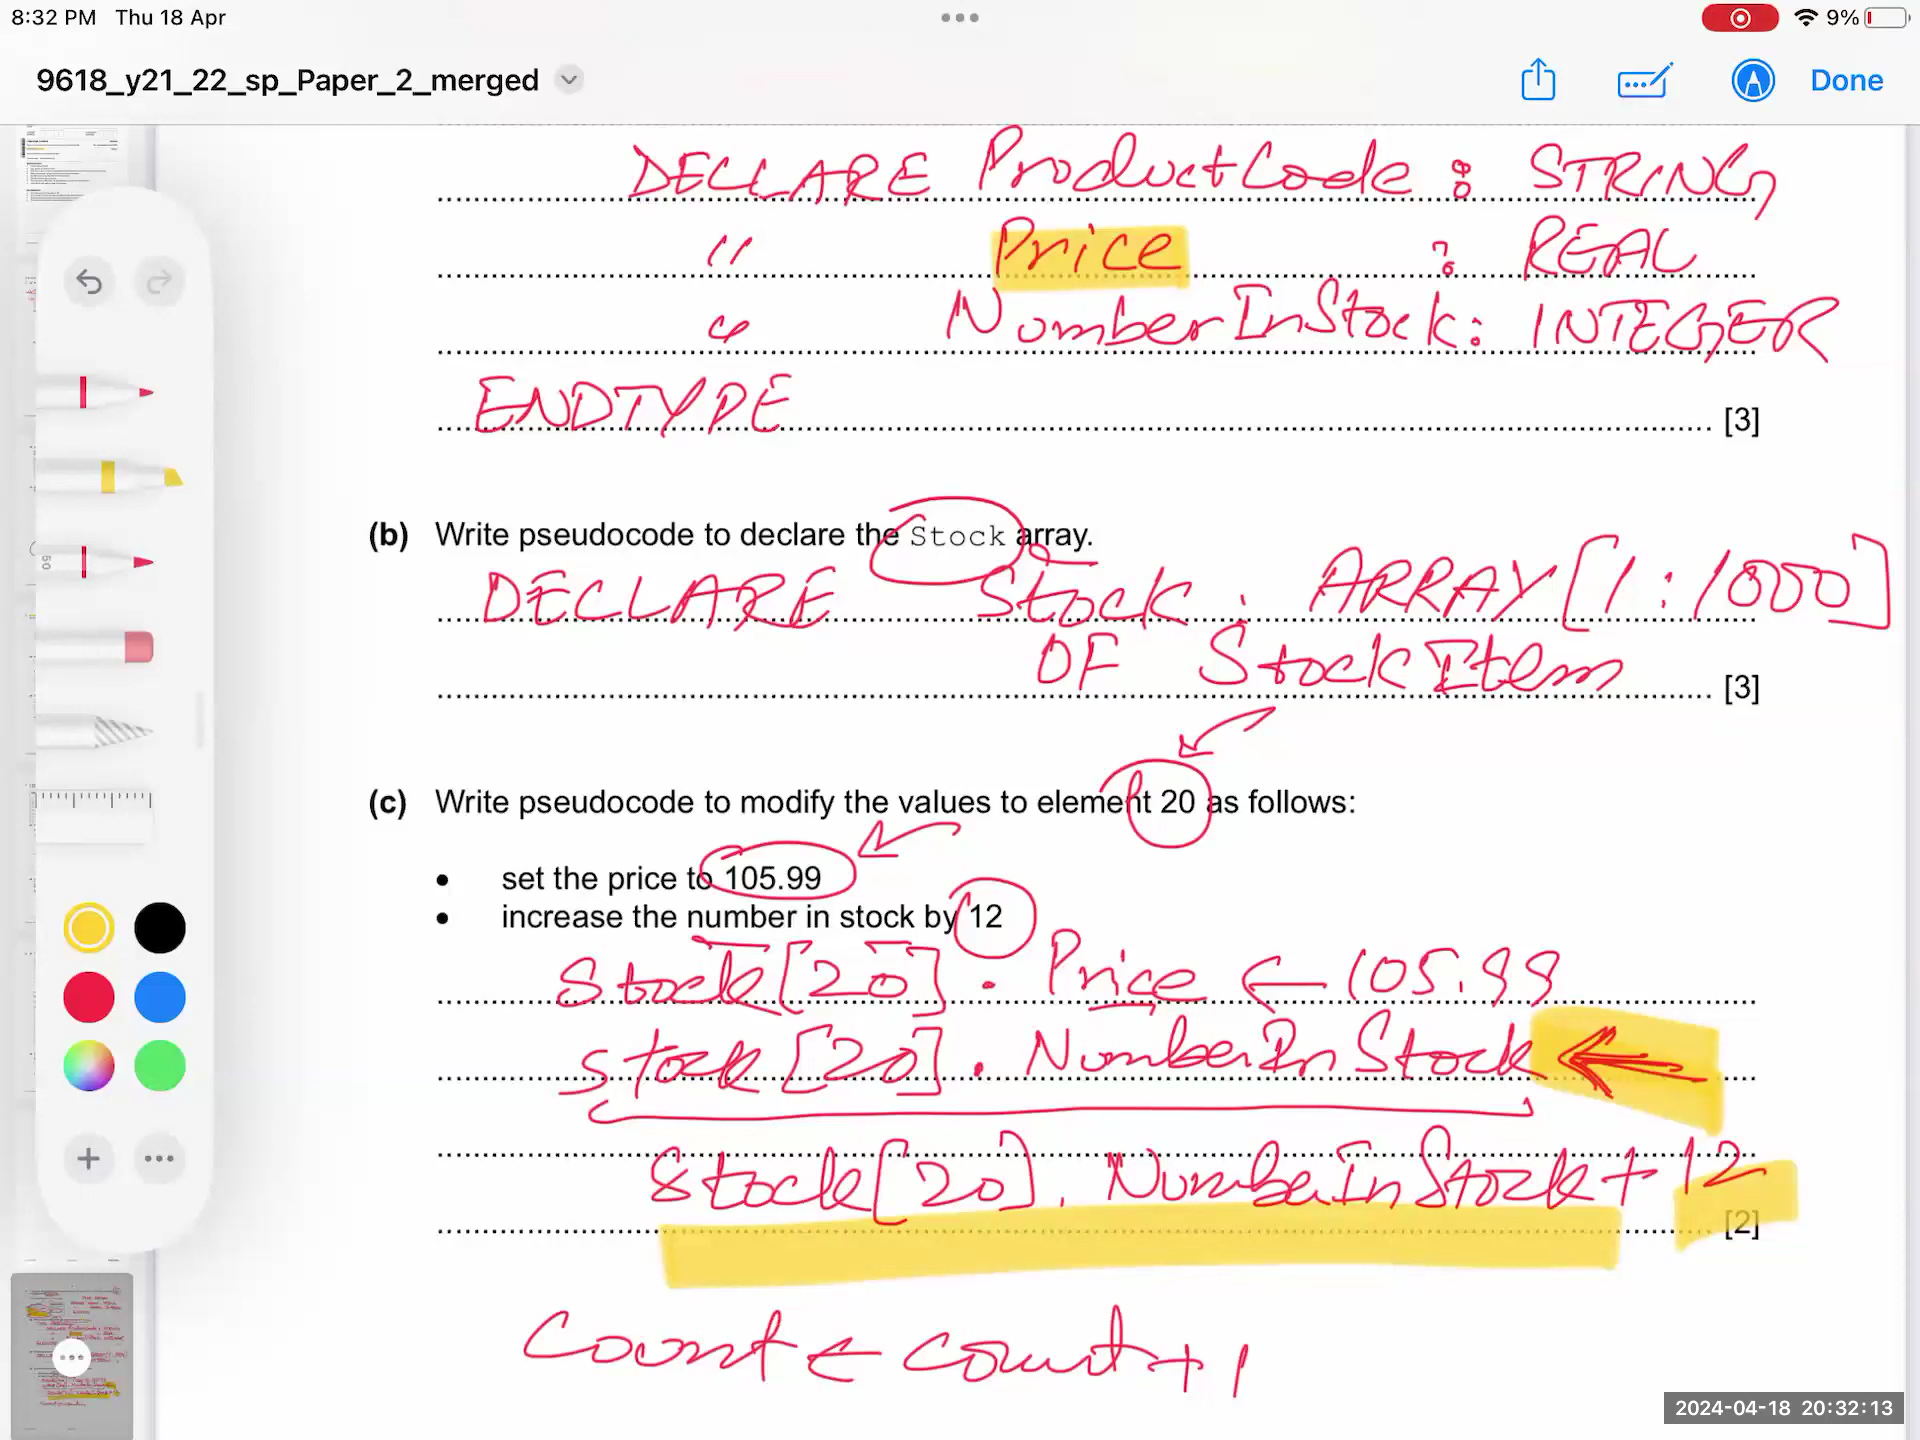 8:32 PM Thu 18 Apr
9%
9618_y21_22_sp_Paper_2_merged
Done
DECLARE ProductCode : STRING
" Price : REAL
" NumberInStock : INTEGER
ENDTYPE [3]
(b) Write pseudocode to declare the Stock array.
DECLARE Stock : ARRAY [1:1000]
OF StockItem
[3]
(c) Write pseudocode to modify the values to element 20 as follows:
• set the price to 105.99
• increase the number in stock by 12
Stock[20] . Price ← 105.99
Stock [20] . NumberInStock ←
Stock[20] . NumberInStock + 12
[2]
Count ← count + 1
50
2024-04-18 20:32:13